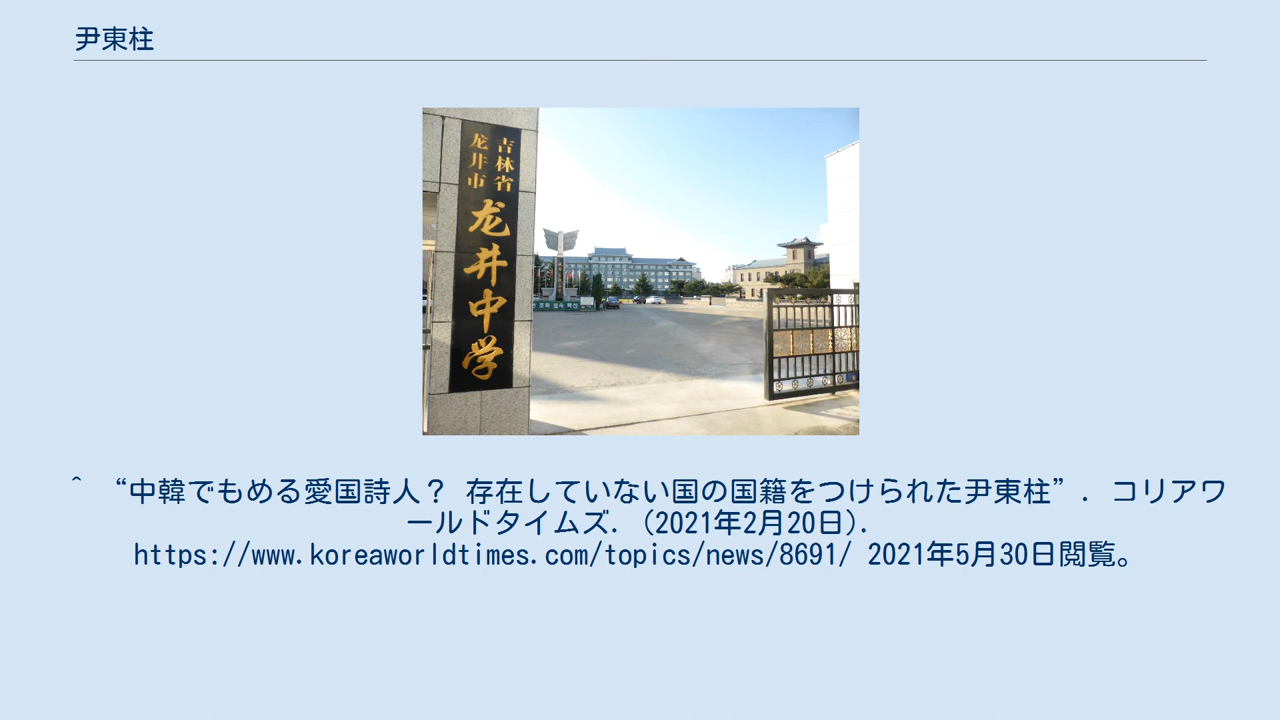 尹東柱
吉林省
龙井市
龙井中学
^ “中韓でもめる愛国詩人？ 存在していない国の国籍をつけられた尹東柱”. コリアワ
ールドタイムズ. (2021年2月20日).
https://www.koreaworldtimes.com/topics/news/8691/ 2021年5月30日閲覧。